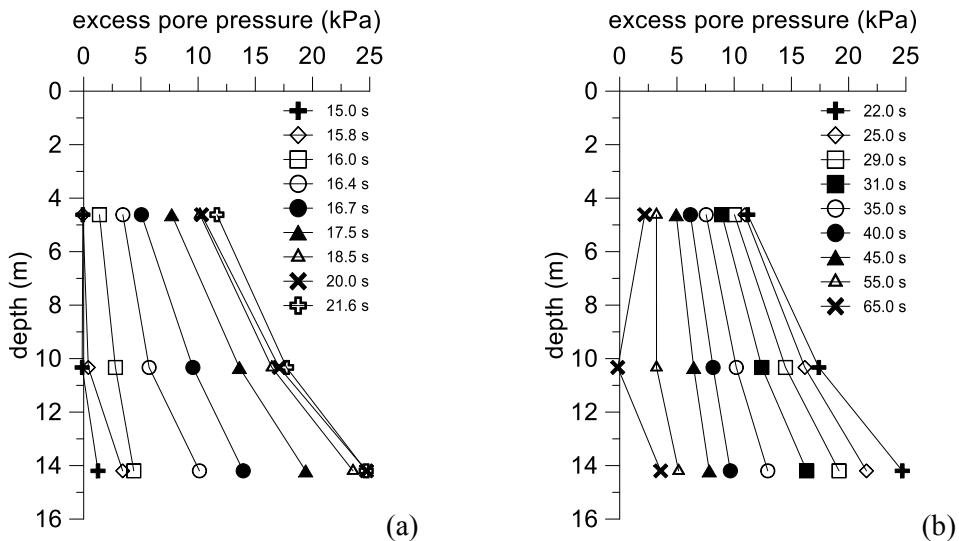 excess pore pressure (kPa)
0 5 10 15 20 25
0
2
4
6
8
10
12
14
16
depth (m)
15.0 s
15.8 s
16.0 s
16.4 s
16.7 s
17.5 s
18.5 s
20.0 s
21.6 s
(a)
excess pore pressure (kPa)
0 5 10 15 20 25
0
2
4
6
8
10
12
14
16
depth (m)
22.0 s
25.0 s
29.0 s
31.0 s
35.0 s
40.0 s
45.0 s
55.0 s
65.0 s
(b)